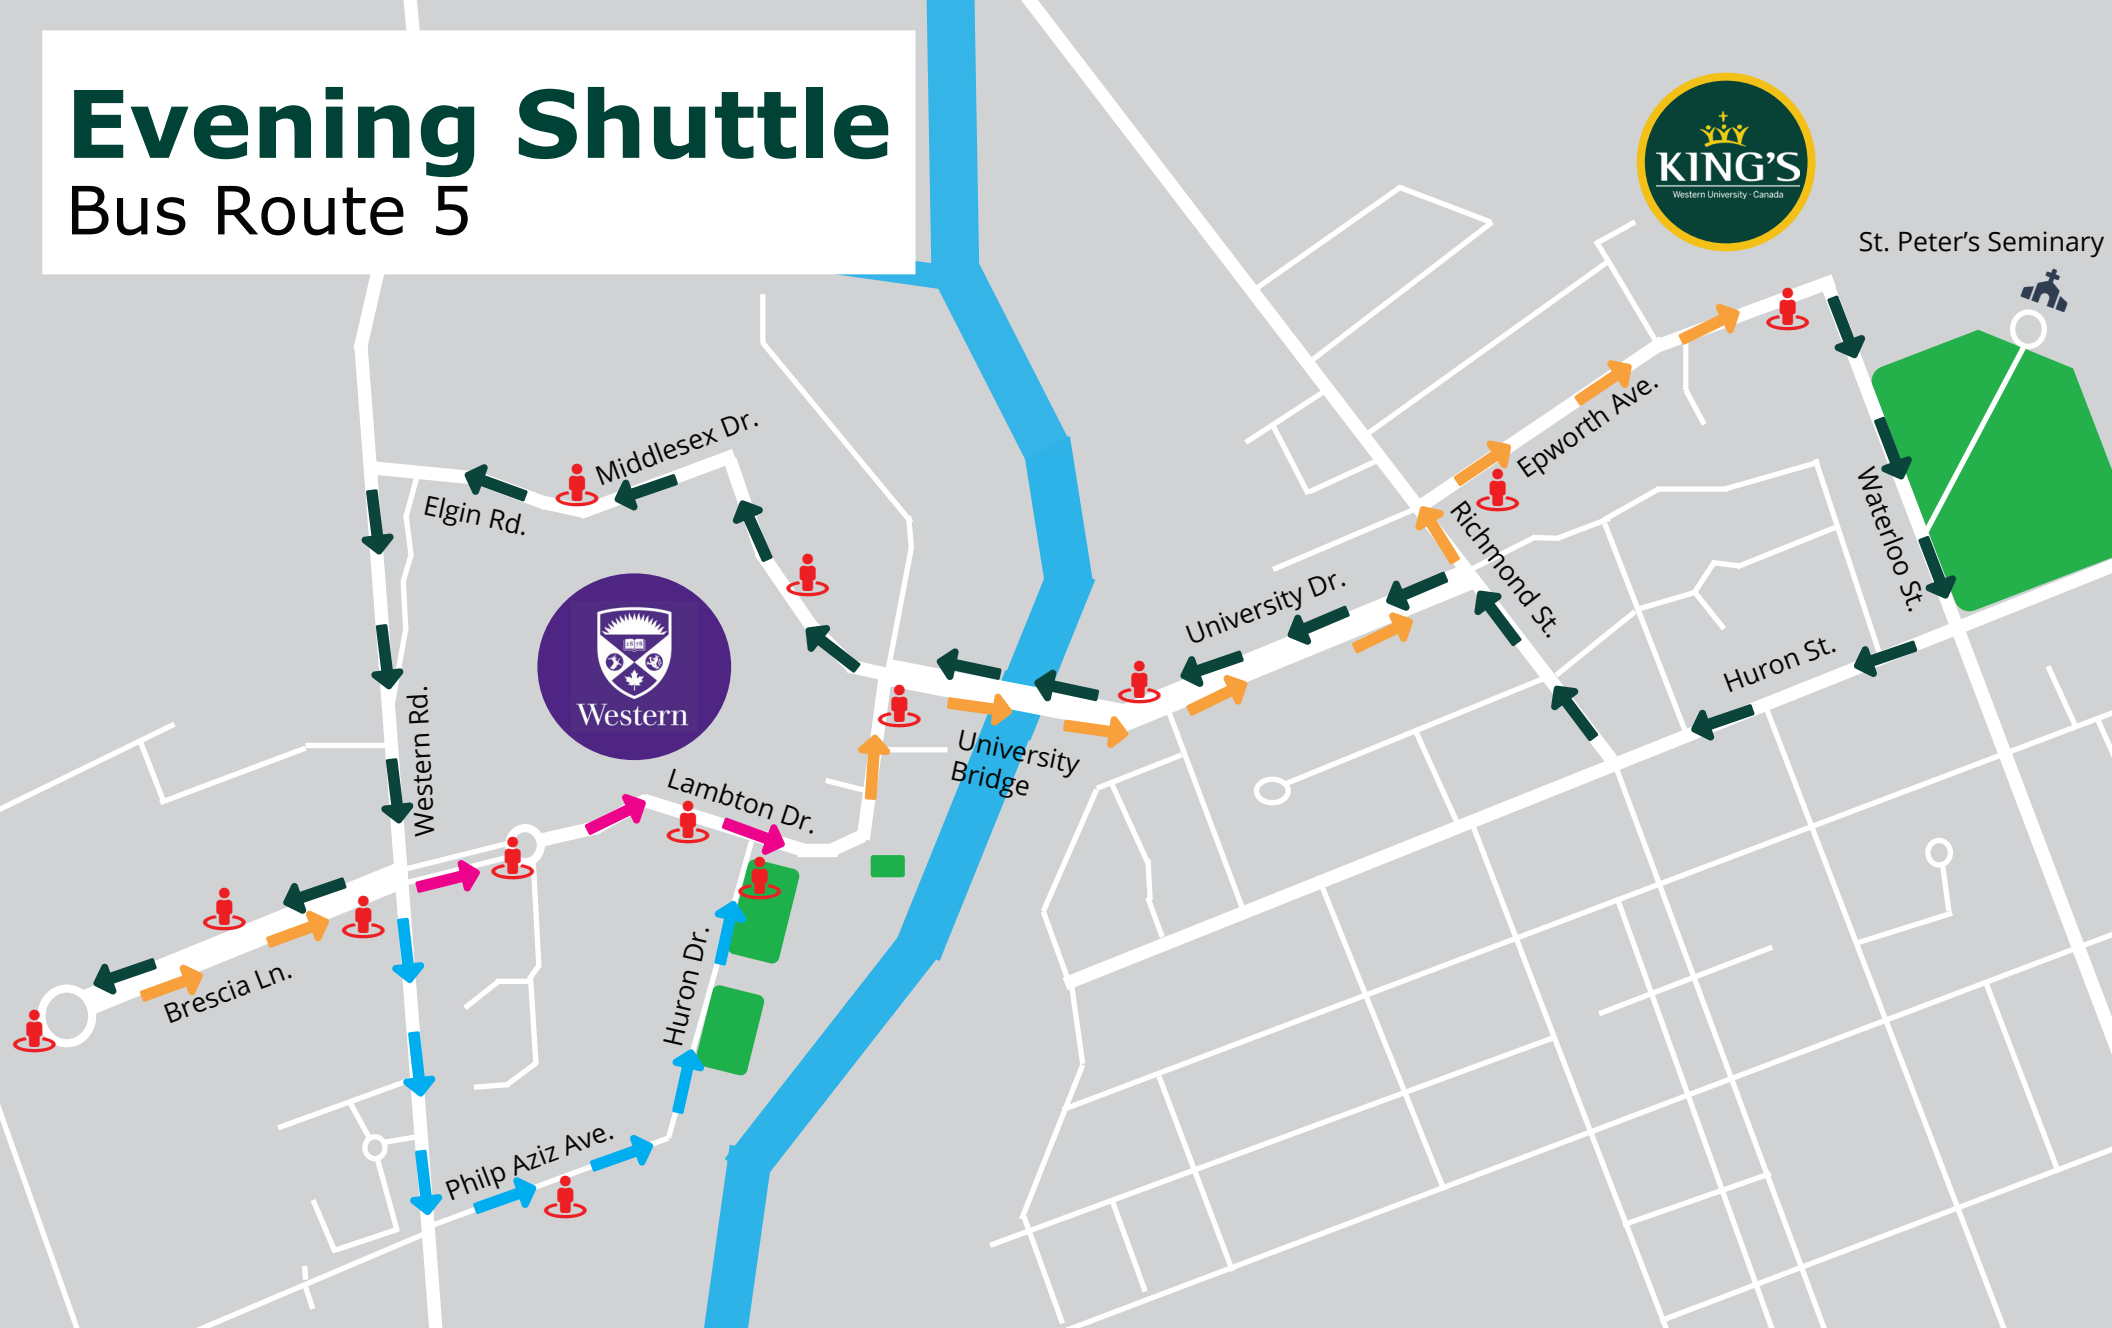 Evening Shuttle
Bus Route 5
KING'S
Western University · Canada
St. Peter’s Seminary
Middlesex Dr.
Elgin Rd.
Epworth Ave.
Richmond St.
Waterloo St.
University Dr.
Huron St.
Western
Western Rd.
University
Bridge
Lambton Dr.
Brescia Ln.
Huron Dr.
Philp Aziz Ave.